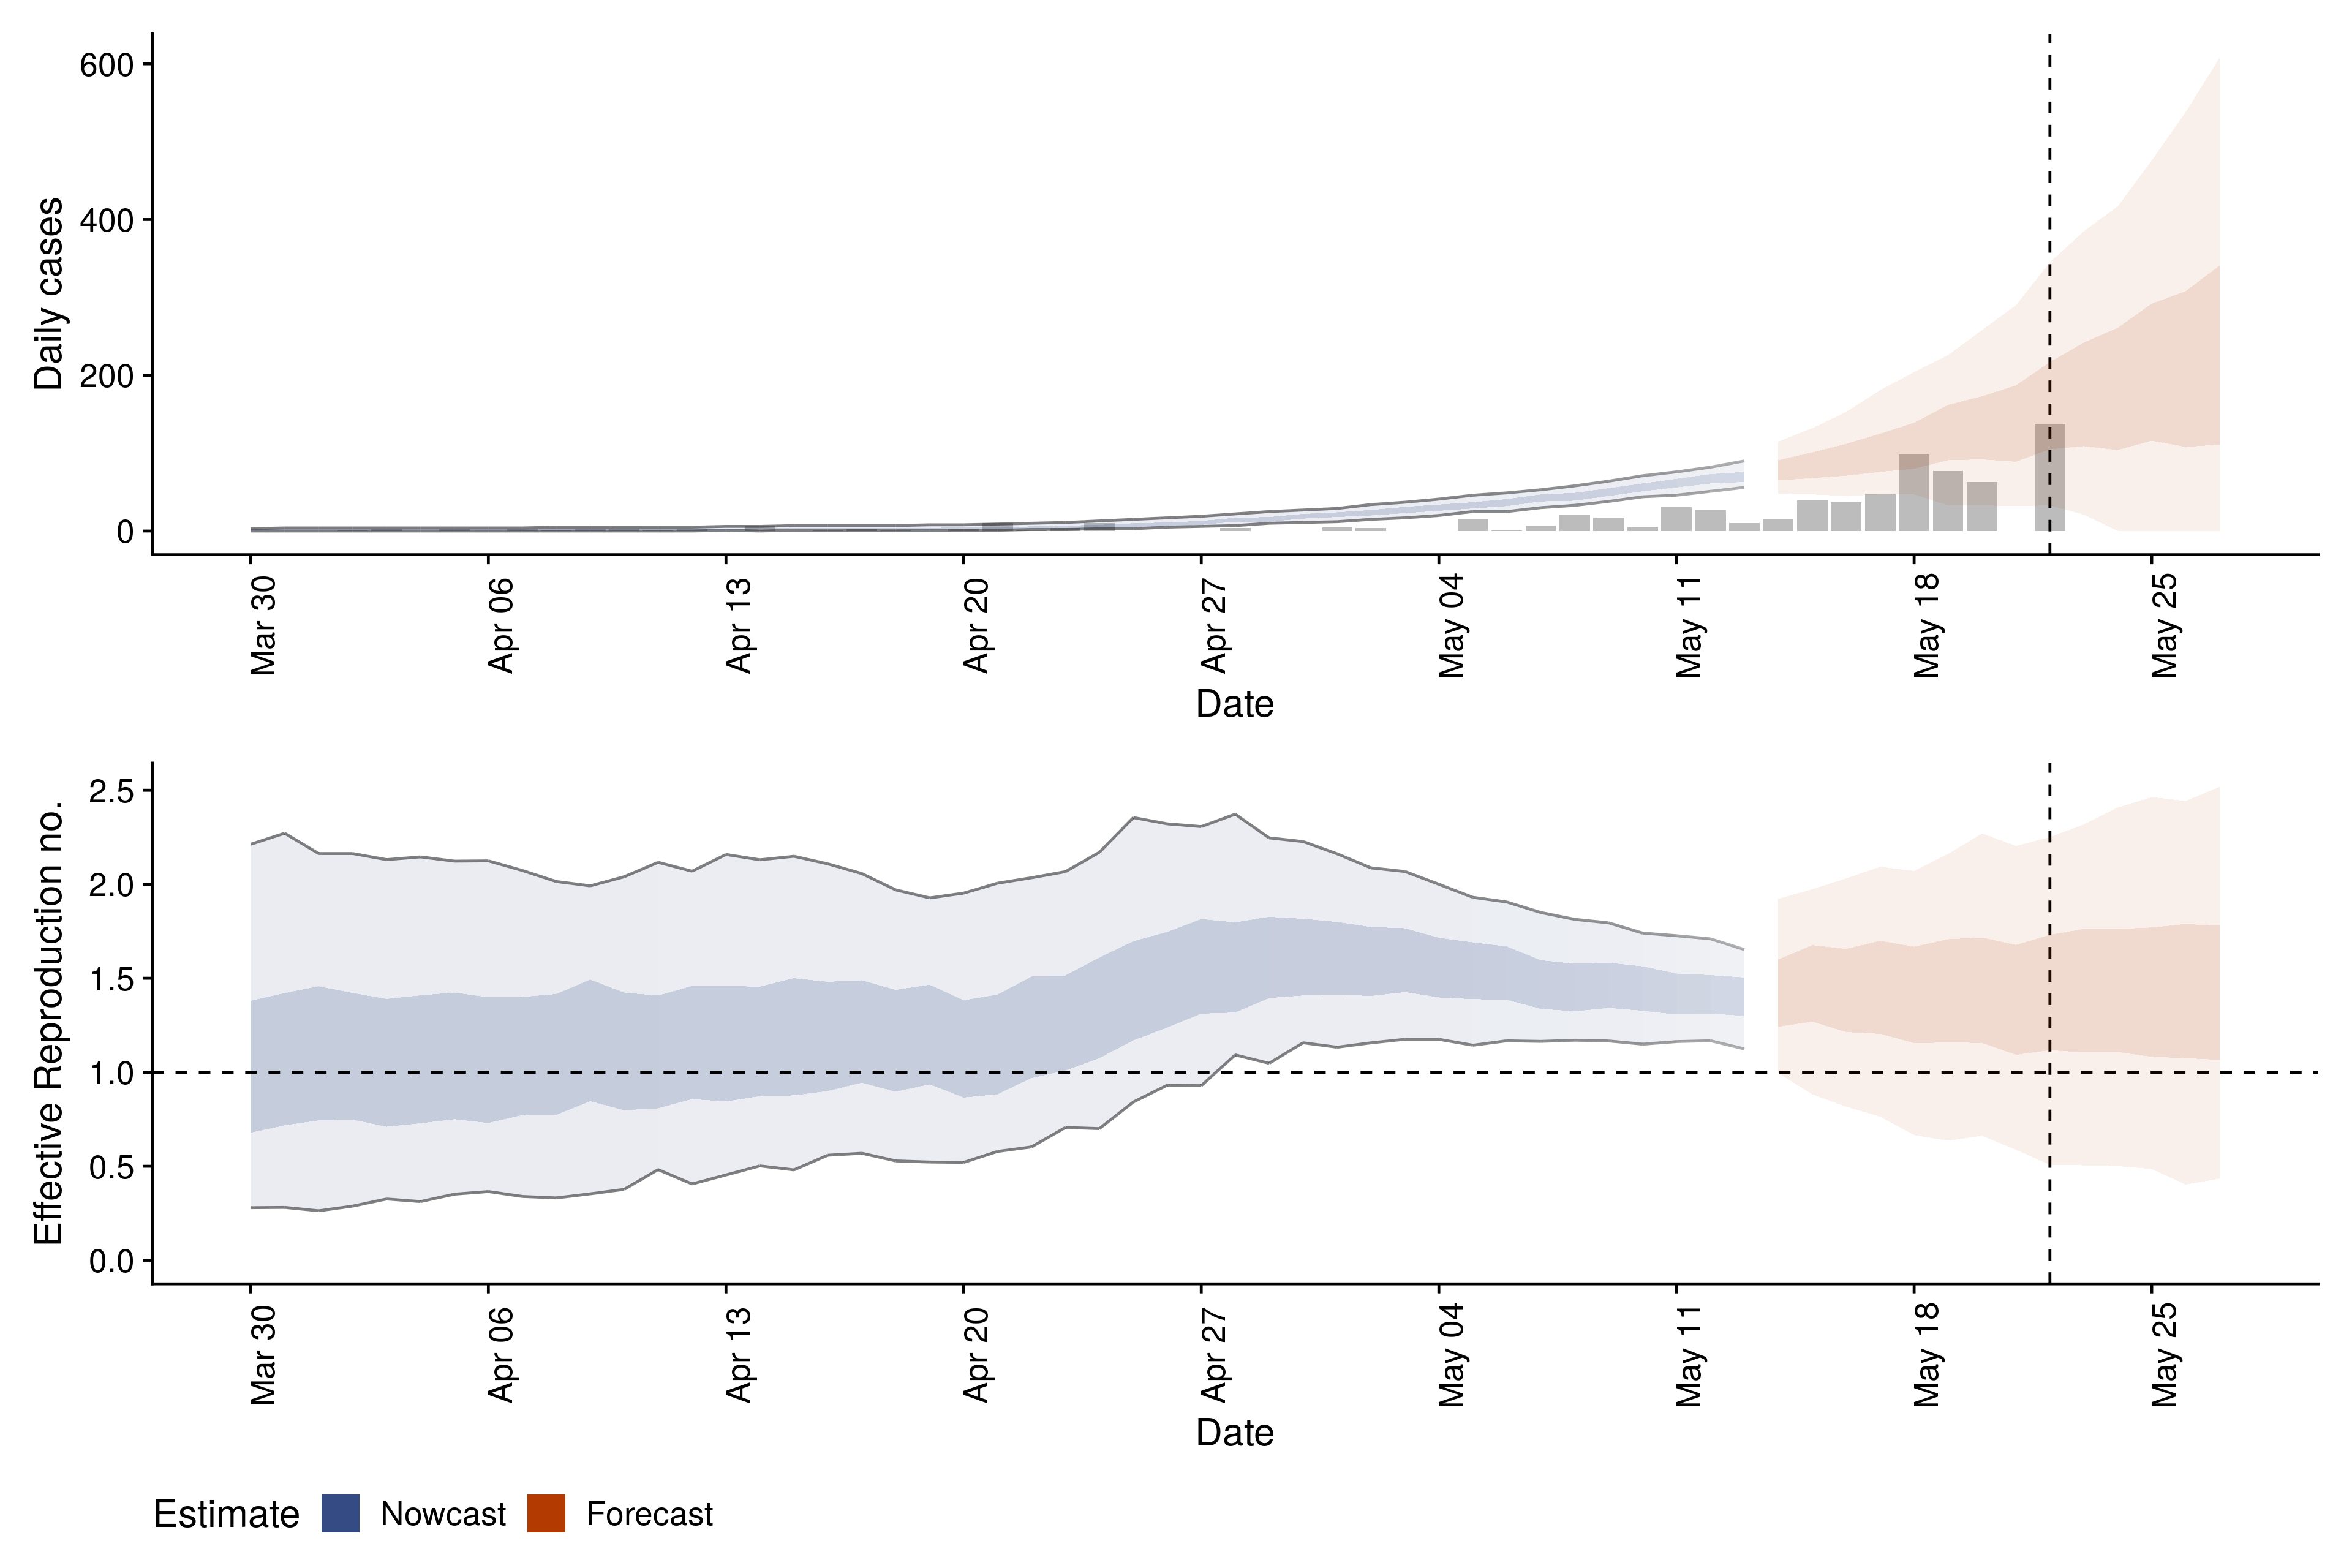 Daily cases
600
400
200
0
Mar 30
Apr 06
Apr 13
Apr 20
Apr 27
May 04
May 11
May 18
May 25
Date
Effective Reproduction no.
2.5
2.0
1.5
1.0
0.5
0.0
Mar 30
Apr 06
Apr 13
Apr 20
Apr 27
May 04
May 11
May 18
May 25
Date
Estimate Nowcast Forecast